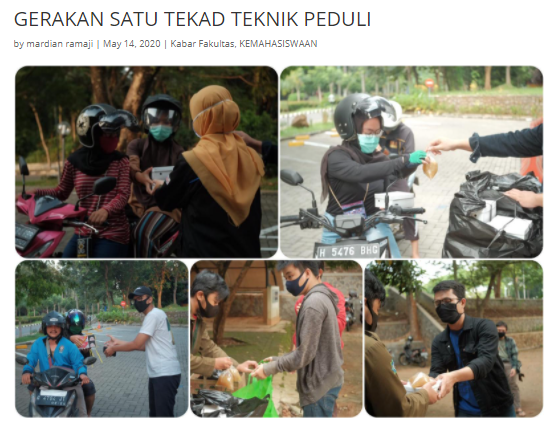 GERAKAN SATU TEKAD TEKNIK PEDULI
by mardian ramaji | May 14, 2020 | Kabar Fakultas, KEMAHASISWAAN
H 5476 BHG